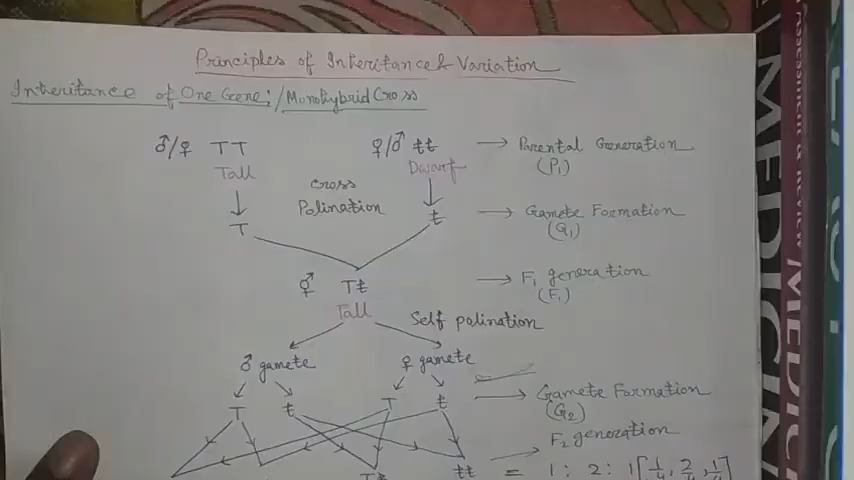 Principles of Inheritance & Variation
Inheritance of One Gene:/Monohybrid Cross
♂/♀ TT ♀/♂ tt → Parental Generation
Tall Dwarf (P1)
Cross
Polination
T t → Gamete Formation
(G1)
⚥ Tt → F1 generation
Tall (F1)
Self polination
♂ gamete ♀ gamete
T t T t → Gamete Formation
(G2)
F2 generation
Tt tt = 1 : 2 : 1
MEDICINE